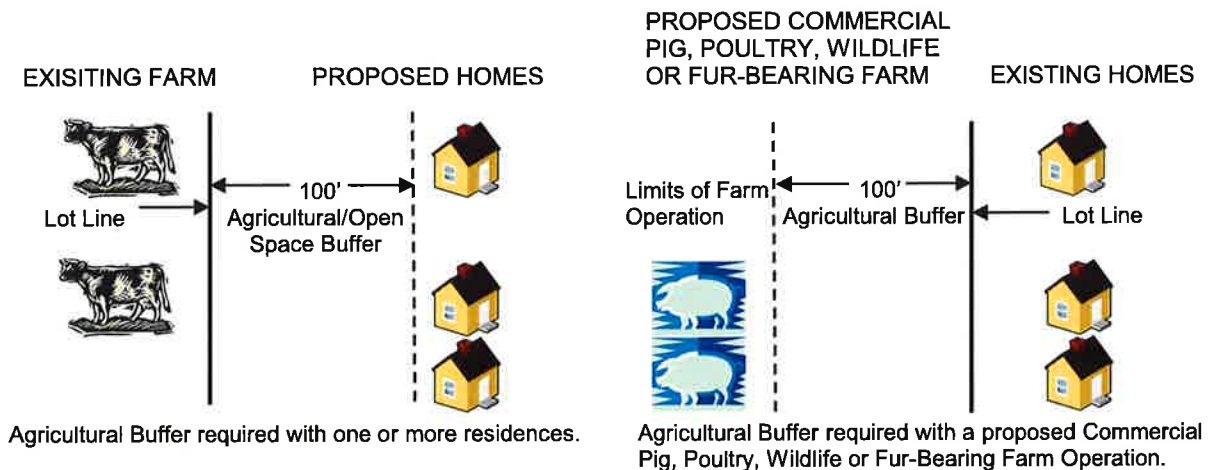 EXISITING FARM
PROPOSED HOMES
Lot Line
100'
Agricultural/Open
Space Buffer
Agricultural Buffer required with one or more residences.
PROPOSED COMMERCIAL
PIG, POULTRY, WILDLIFE
OR FUR-BEARING FARM
EXISTING HOMES
Limits of Farm
Operation
100'
Agricultural Buffer
Lot Line
Agricultural Buffer required with a proposed Commercial
Pig, Poultry, Wildlife or Fur-Bearing Farm Operation.